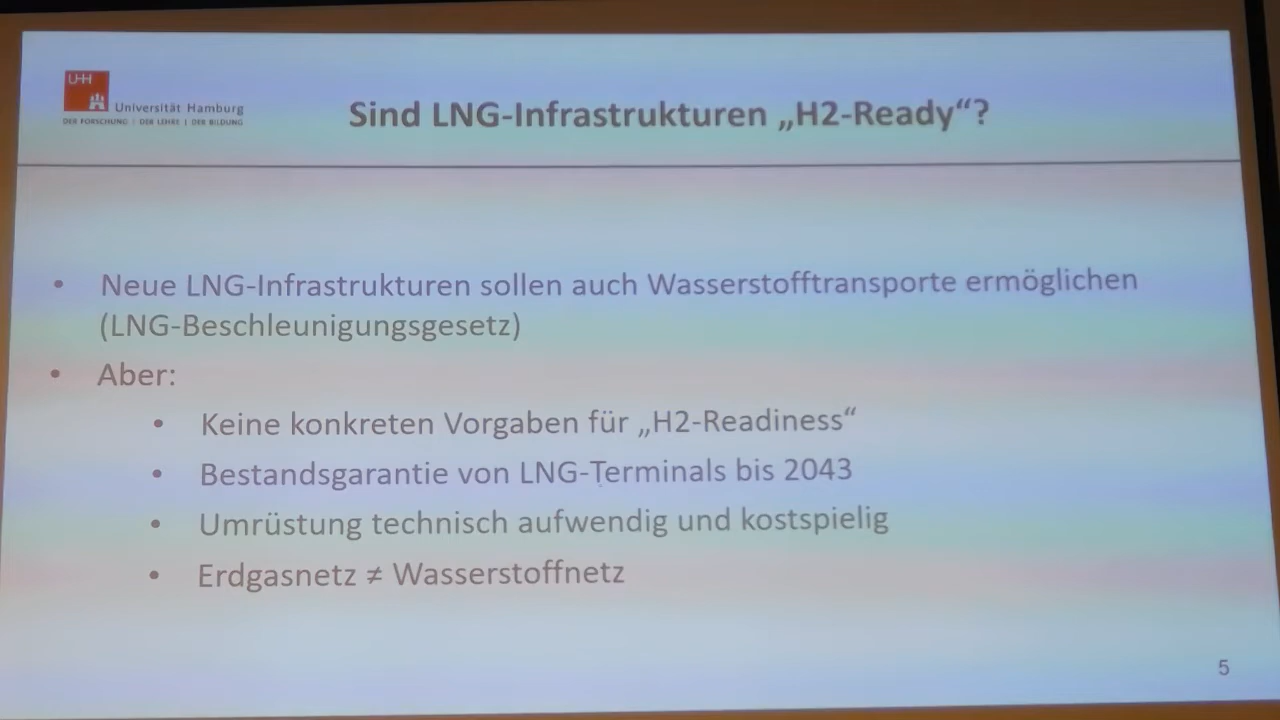 UHH
Universität Hamburg
DER FORSCHUNG | DER LEHRE | DER BILDUNG
Sind LNG-Infrastrukturen „H2-Ready“?
• Neue LNG-Infrastrukturen sollen auch Wasserstofftransporte ermöglichen
(LNG-Beschleunigungsgesetz)
• Aber:
• Keine konkreten Vorgaben für „H2-Readiness“
• Bestandsgarantie von LNG-Terminals bis 2043
• Umrüstung technisch aufwendig und kostspielig
• Erdgasnetz ≠ Wasserstoffnetz
5